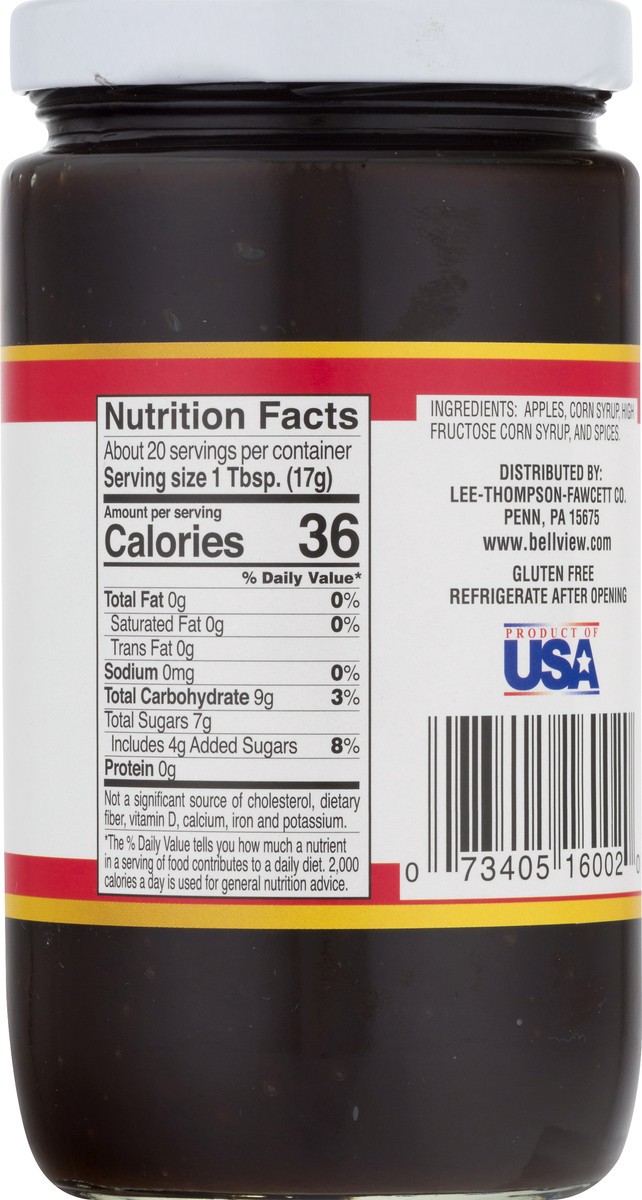 Nutrition Facts
About 20 servings per container
Serving size 1 Tbsp. (17g)
Amount per serving
Calories 36
% Daily Value*
Total Fat 0g 0%
Saturated Fat 0g 0%
Trans Fat 0g
Sodium 0mg 0%
Total Carbohydrate 9g 3%
Total Sugars 7g
Includes 4g Added Sugars 8%
Protein 0g
Not a significant source of cholesterol, dietary
fiber, vitamin D, calcium, iron and potassium.
*The % Daily Value tells you how much a nutrient
in a serving of food contributes to a daily diet. 2,000
calories a day is used for general nutrition advice.
INGREDIENTS: APPLES, CORN SYRUP, HIGH
FRUCTOSE CORN SYRUP, AND SPICES.
DISTRIBUTED BY:
LEE-THOMPSON-FAWCETT CO.
PENN, PA 15675
www.bellview.com
GLUTEN FREE
REFRIGERATE AFTER OPENING
PRODUCT OF
USA
0 73405 16002 0